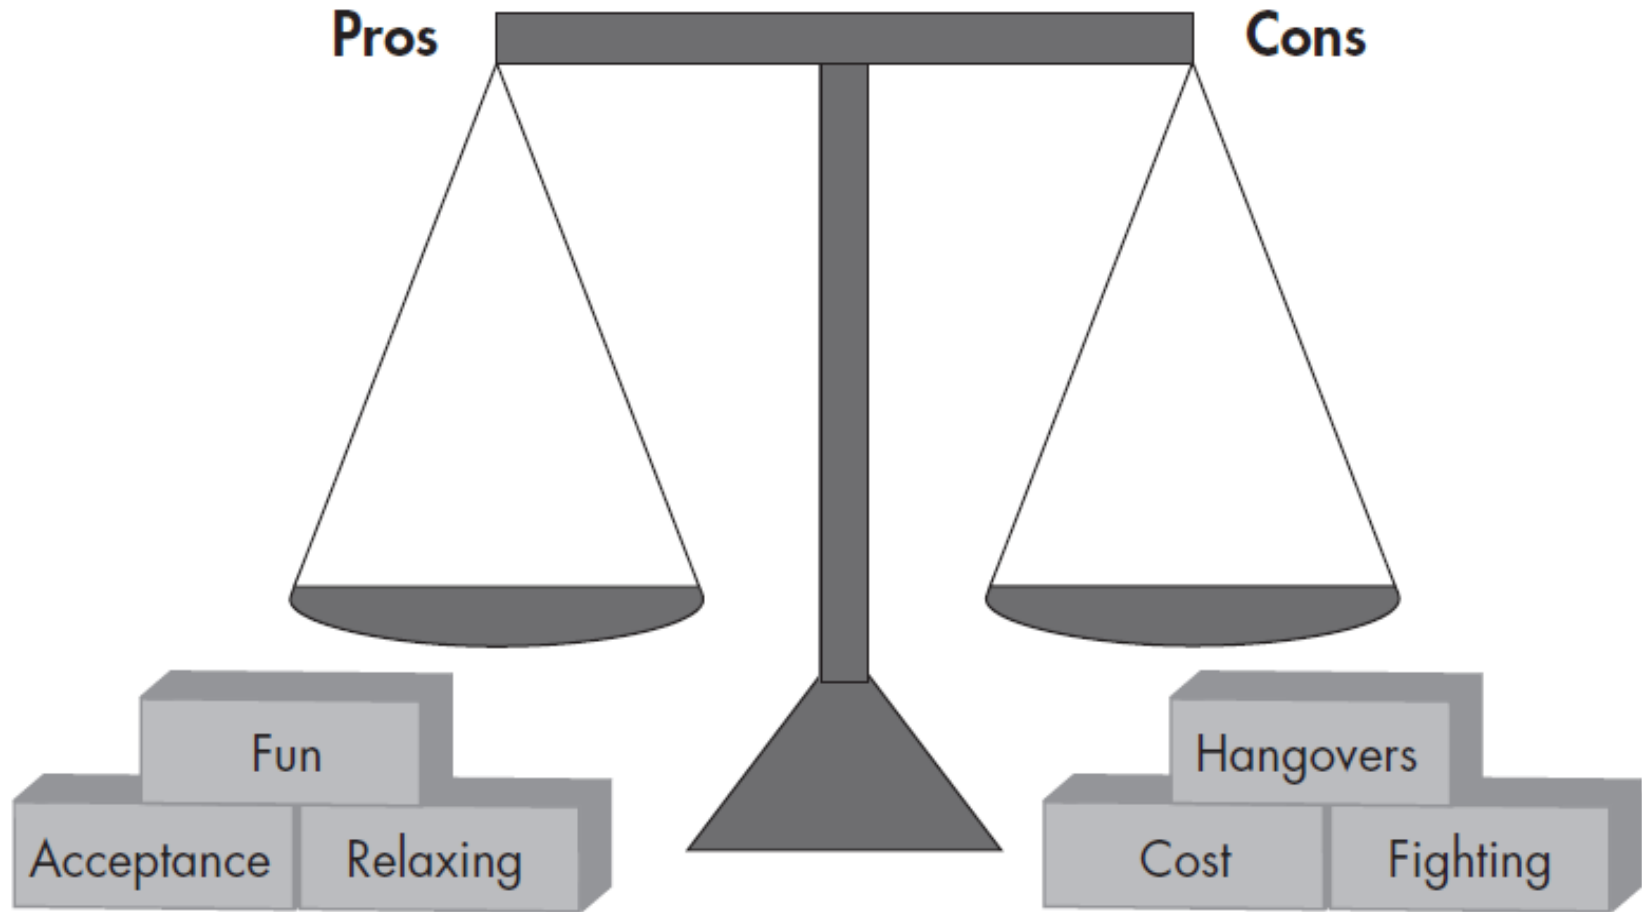 Pros
Cons
Fun
Acceptance
Relaxing
Hangovers
Cost
Fighting